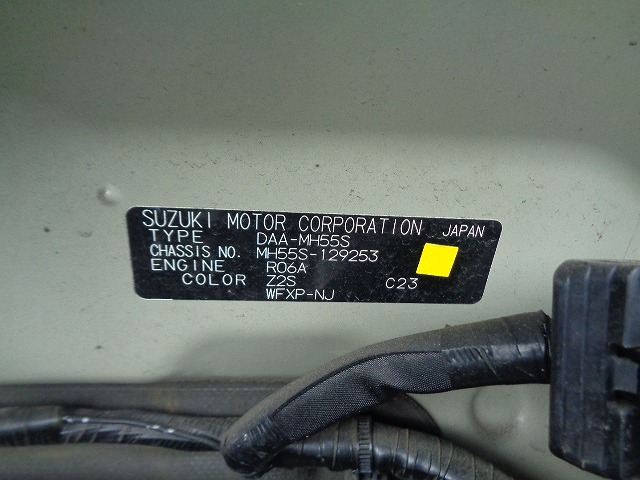 SUZUKI MOTOR CORPORATION JAPAN
TYPE DAA-MH55S
CHASSIS NO. MH55S-129253
ENGINE R06A
COLOR Z2S C23
WFXP-NJ